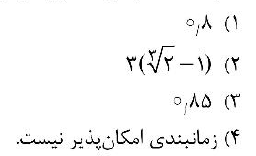 ۱) ۰٫۸
۲) ۳(∛۲ − ۱)
۳) ۰٫۸۵
۴) زمانبندی امکان‌پذیر نیست.